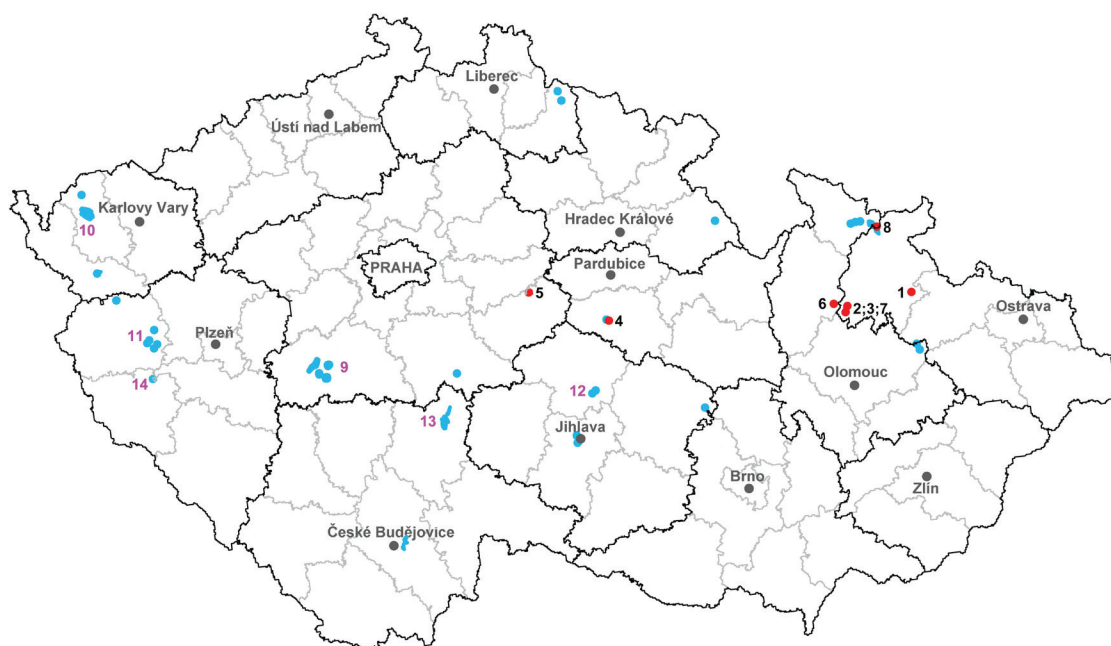 Liberec
Ústí nad Labem
Karlovy Vary
10
Hradec Králové
8
PRAHA
Pardubice
5
1
6
2;3;7
Ostrava
4
11
Plzeň
9
14
Olomouc
12
13
Jihlava
Brno
Zlín
České Budějovice